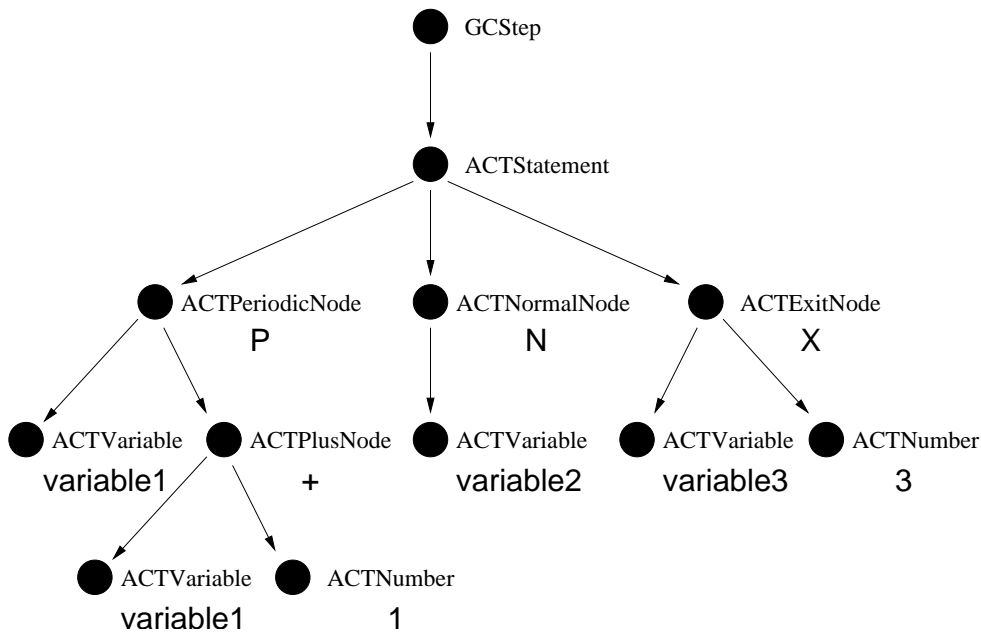 GCStep
ACTStatement
ACTPeriodicNode
P
ACTNormalNode
N
ACTExitNode
X
ACTVariable
variable1
ACTPlusNode
+
ACTVariable
variable2
ACTVariable
variable3
ACTNumber
3
ACTVariable
variable1
ACTNumber
1